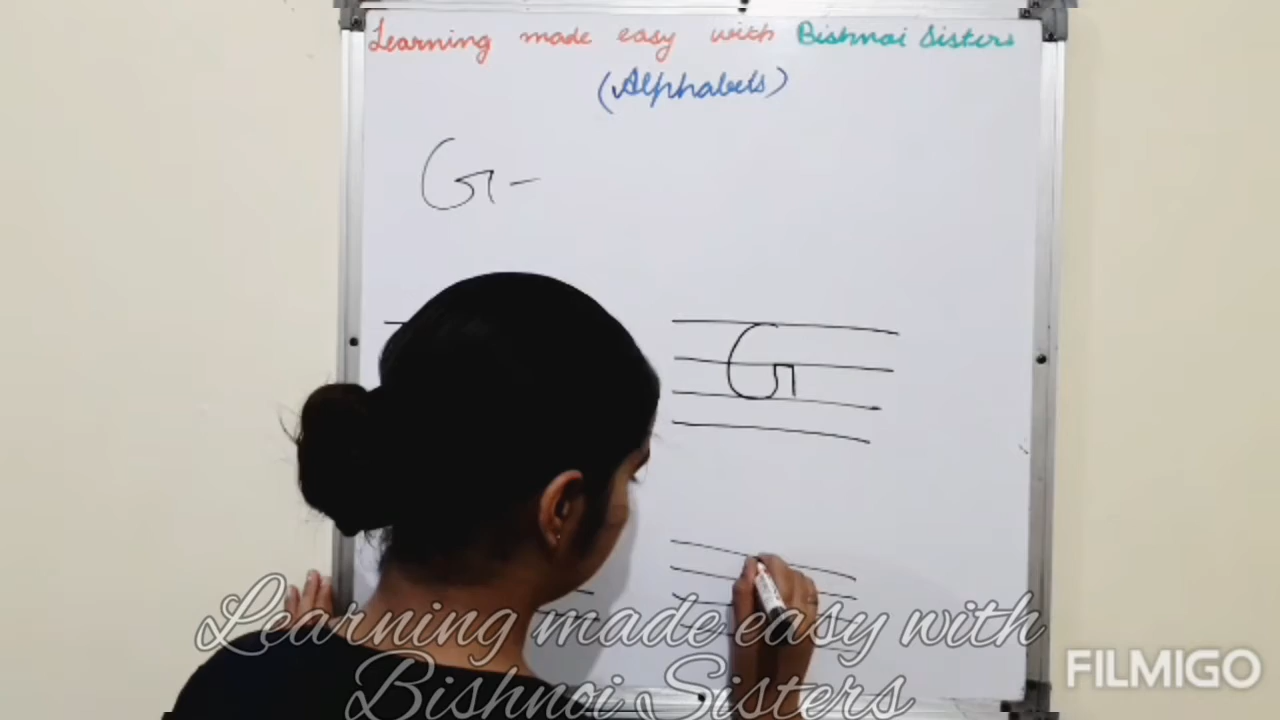 Learning made easy with Bishnoi Sisters
(Alphabets)
G -
G
Learning made easy with
Bishnoi Sisters
FILMIGO